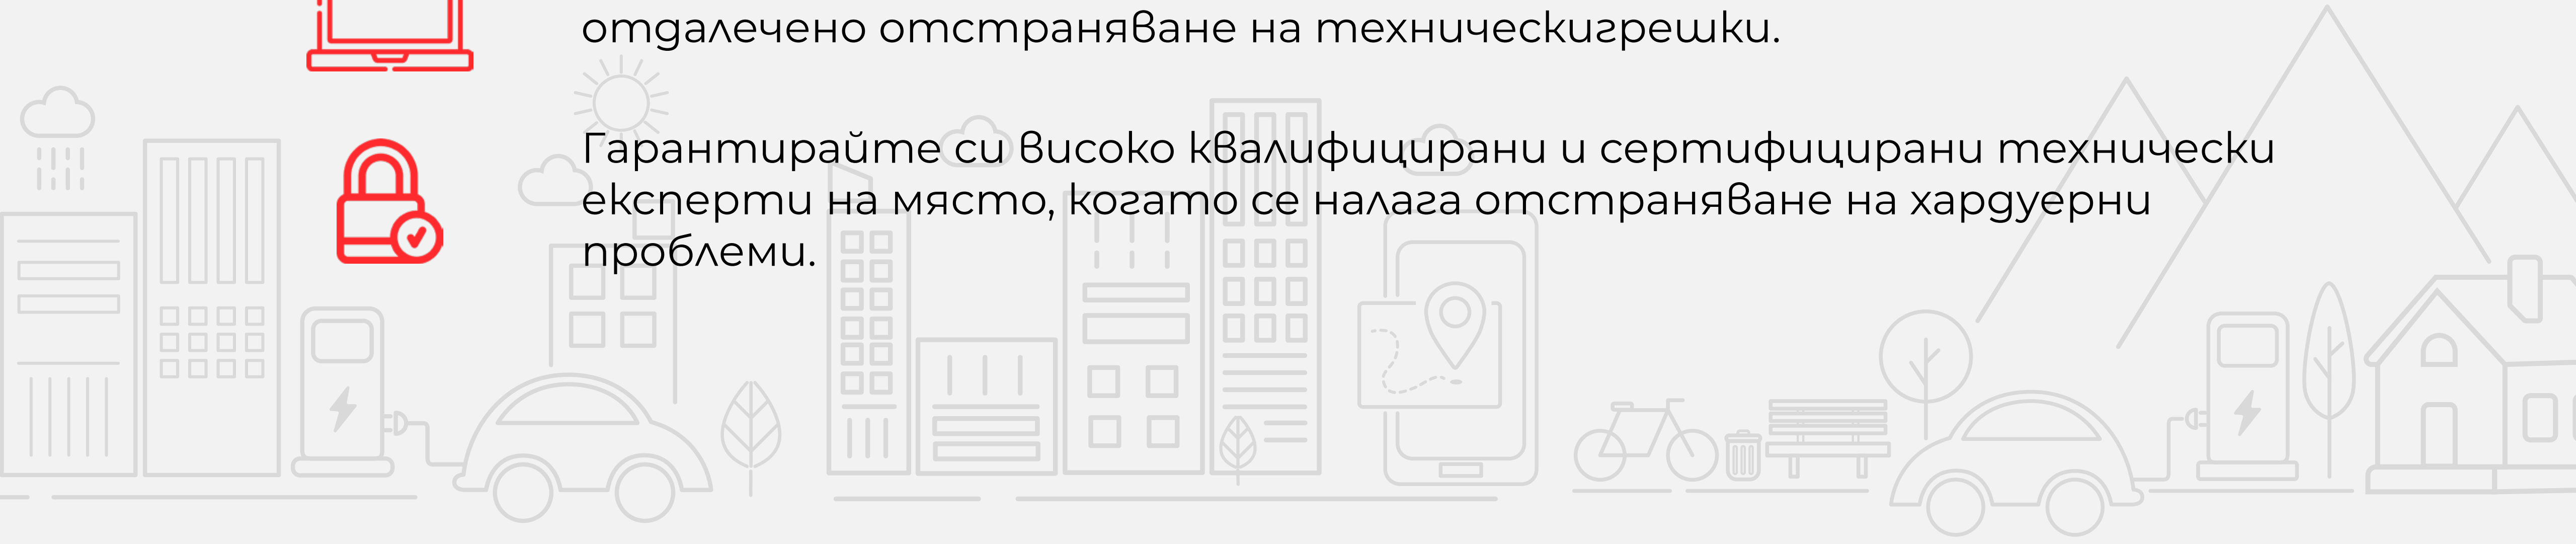 отдалечено отстраняване на техническигрешки.
Гарантирайте си високо квалифицирани и сертифицирани технически
експерти на място, когато се налага отстраняване на хардуерни
проблеми.